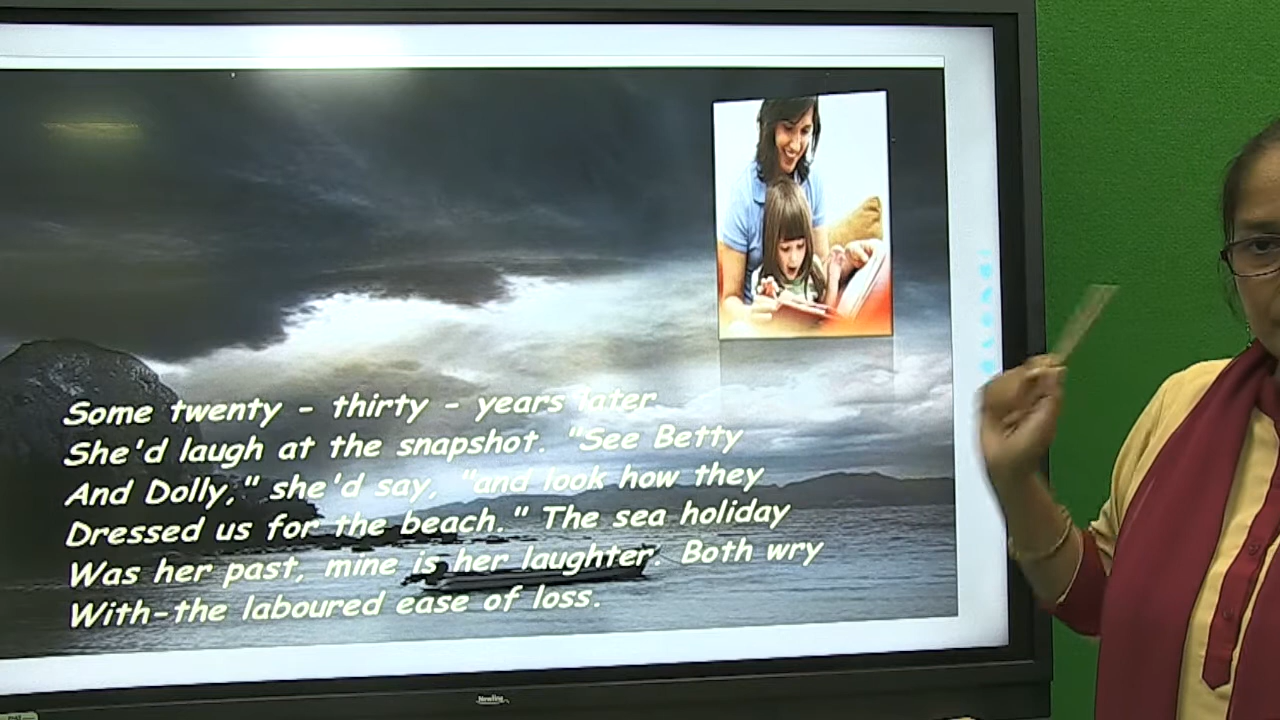 Some twenty - thirty - years later
She'd laugh at the snapshot. "See Betty
And Dolly," she'd say, "and look how they
Dressed us for the beach." The sea holiday
Was her past, mine is her laughter. Both wry
With-the laboured ease of loss.
Newline